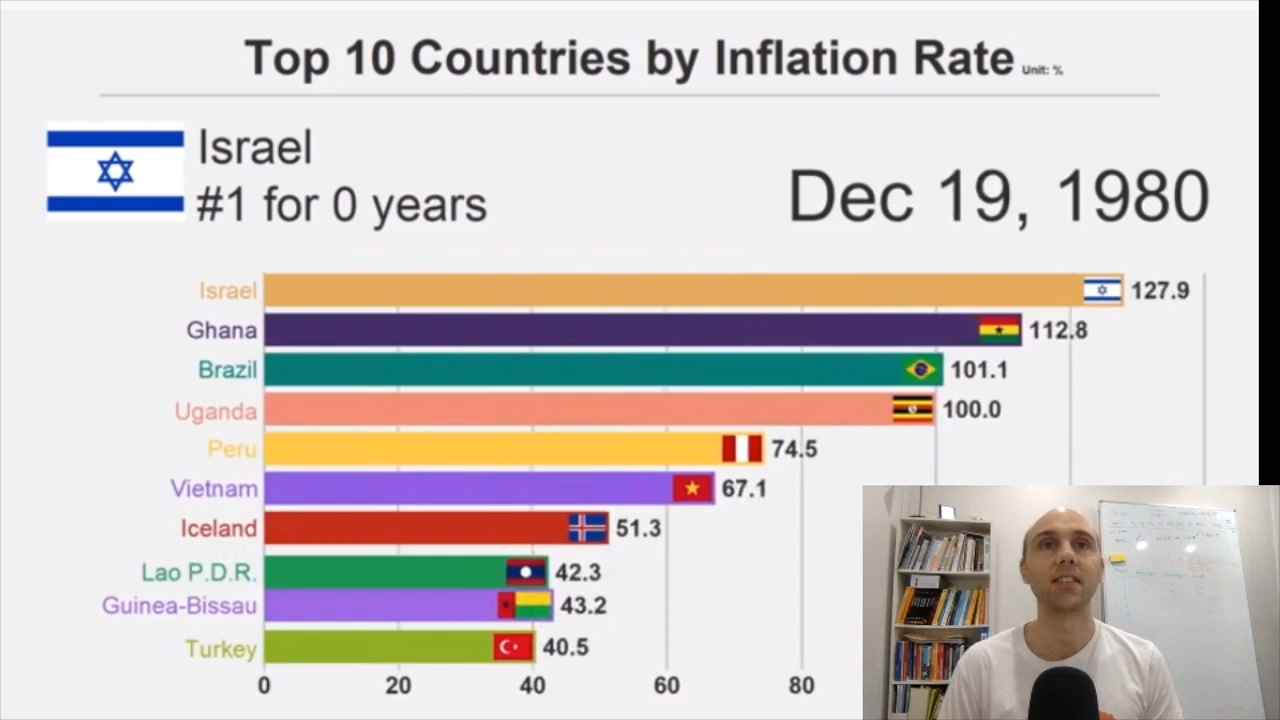 Top 10 Countries by Inflation Rate Unit: %
Israel
#1 for 0 years
Dec 19, 1980
Israel 127.9
Ghana 112.8
Brazil 101.1
Uganda 100.0
Peru 74.5
Vietnam 67.1
Iceland 51.3
Lao P.D.R. 42.3
Guinea-Bissau 43.2
Turkey 40.5
0 20 40 60 80